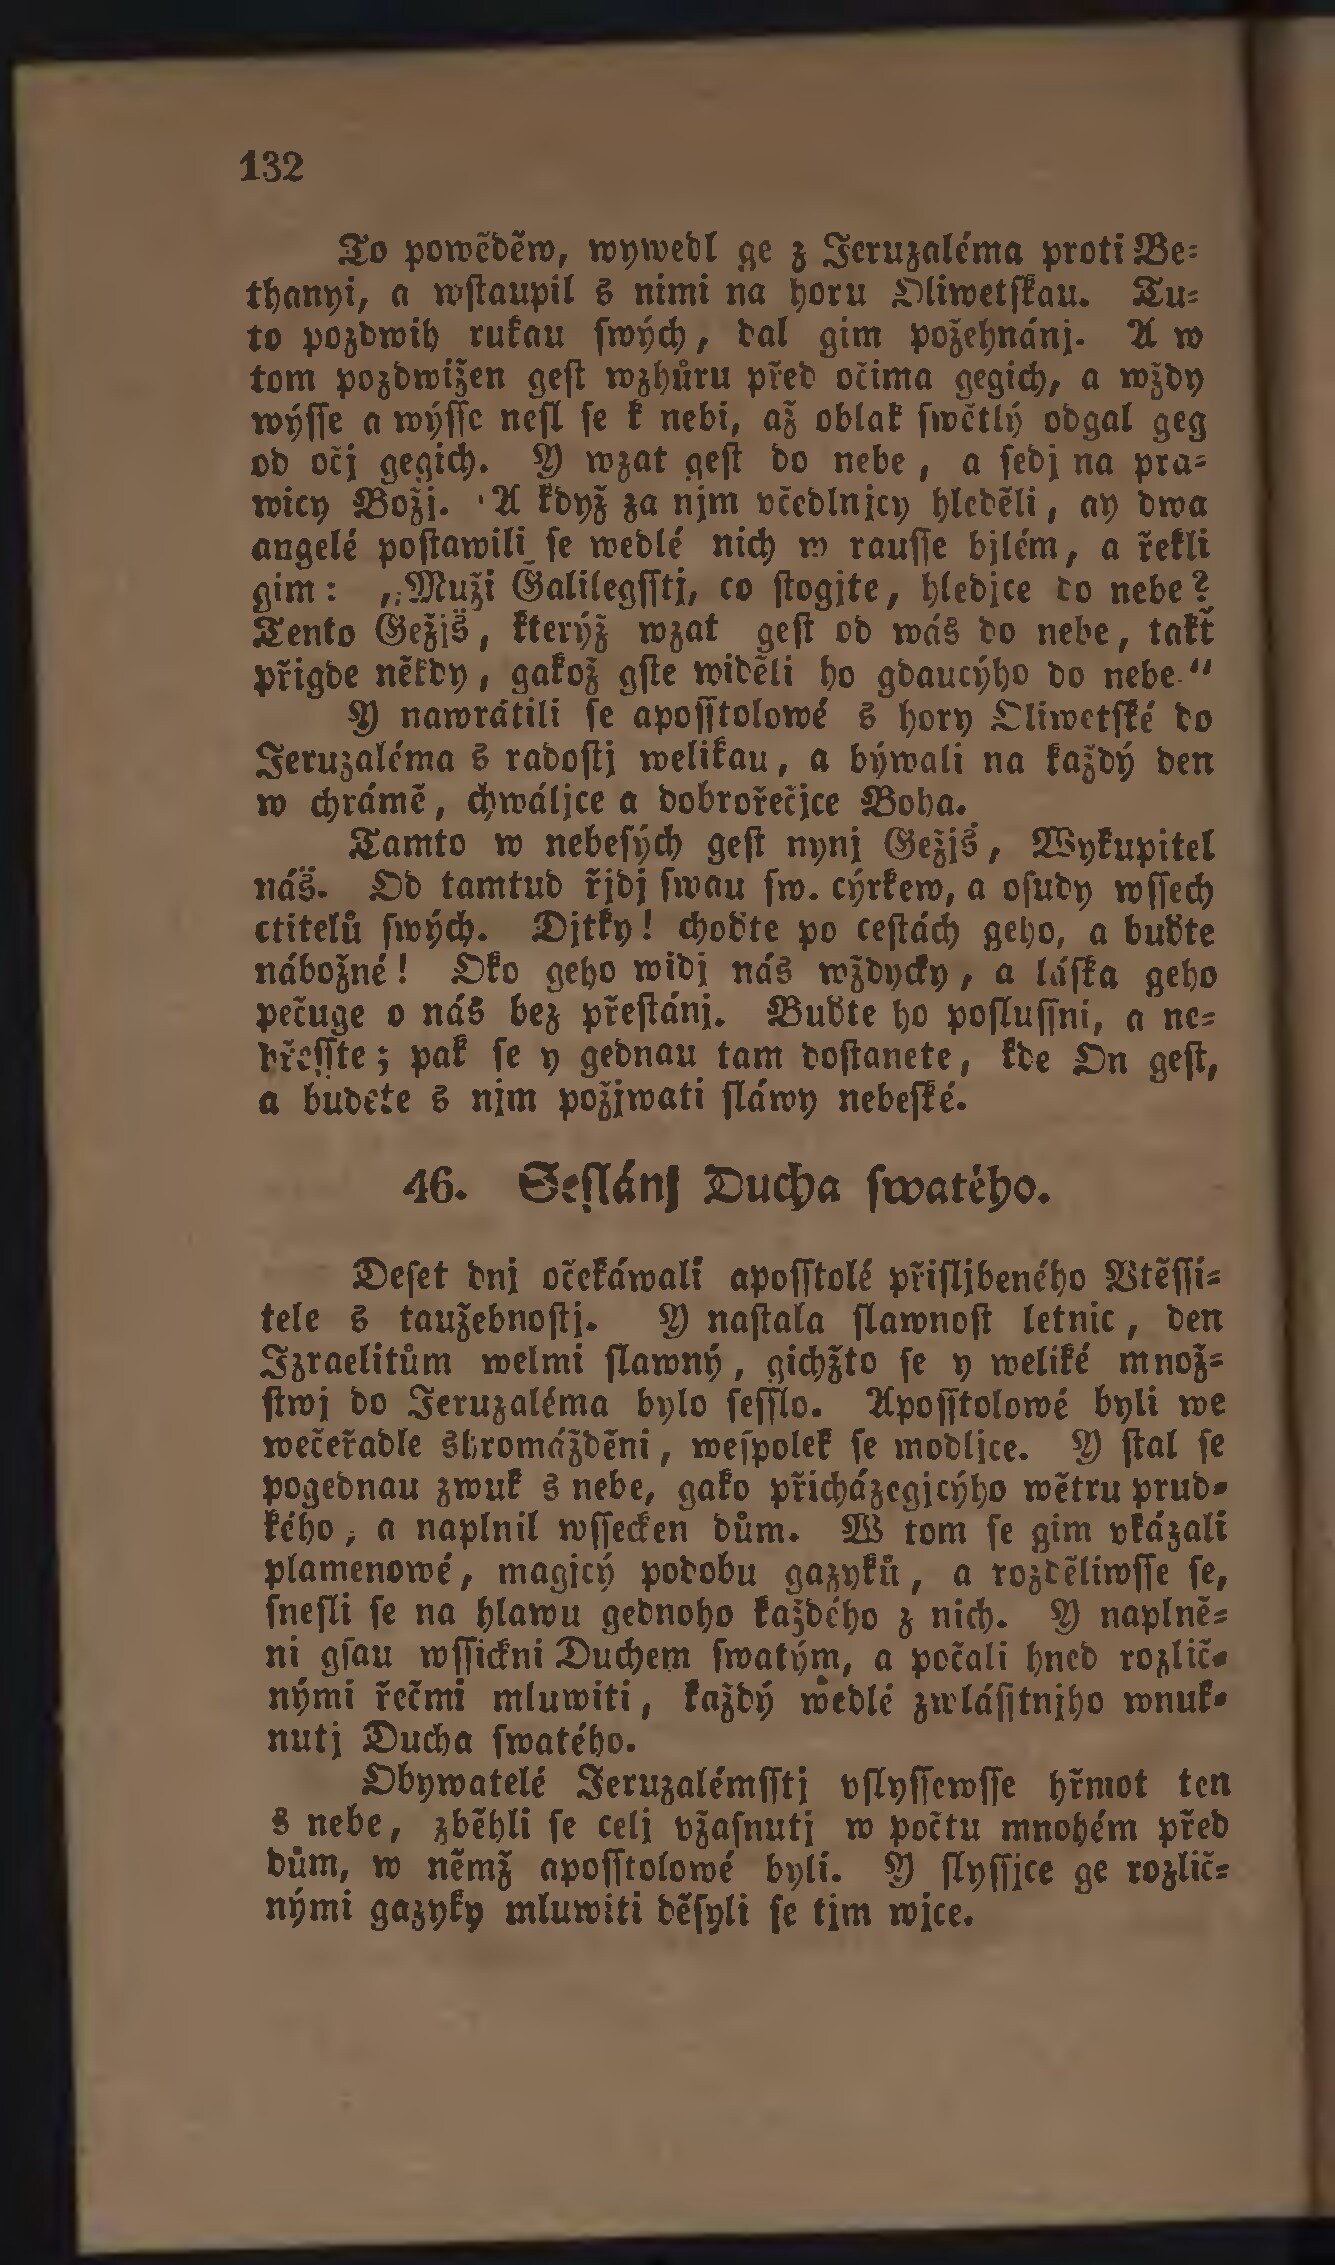 132
To powěděw, wywedl ge z Jeruzaléma proti Be-
thanyi, a wstaupil s nimi na horu Oliwetskau. Tu-
to pozdwih rukau swých, dal gim požehnánj. A w
tom pozdwižen gest wzhůru před očima gegich, a wždy
wýsse a wýsse nesl se k nebi, až oblak swětlý odgal geg
od očj gegich. Y wzat gest do nebe, a sedj na pra-
wicy Božj. A když za njm včedlnjcy hleděli, ay dwa
angelé postawili se wedlé nich w rausse bjlém, a řekli
gim: „Muži Galilegsstj, co stogjte, hledjce do nebe?
Tento Gežjš, kterýž wzat gest od wás do nebe, takť
přigde někdy, gakož gste widěli ho gdaucýho do nebe."
Y nawrátili se aposstolowé s hory Oliwetské do
Jeruzaléma s radostj welikau, a býwali na každý den
w chrámě, chwáljce a dobrořečjce Boha.
Tamto w nebesých gest nynj Gežjš, Wykupitel
náš. Od tamtud řjdj swau sw. cýrkew, a osudy wssech
ctitelů swých. Djtky! choďte po cestách geho, a buďte
nábožné! Oko geho widj nás wždycky, a láska geho
pečuge o nás bez přestánj. Buďte ho poslussni, a ne-
hřesste; pak se y gednau tam dostanete, kde On gest,
a budete s njm požjwati sláwy nebeské.
46. Seslánj Ducha swatého.
Deset dnj očekáwali aposstolé přisljbeného Vtěssi-
tele s taužebnostj. Y nastala slawnost letnic, den
Izraelitům welmi slawný, gichžto se y weliké množ-
stwj do Jeruzaléma bylo sesslo. Aposstolowé byli we
wečeřadle shromážděni, wespolek se modljce. Y stal se
pogednau zwuk s nebe, gako přicházegjcýho wětru prud-
kého, a naplnil wssecken dům. W tom se gim vkázali
plamenowé, magjcý podobu gazyků, a rozděliwsse se,
snesli se na hlawu gednoho každého z nich. Y naplně-
ni gsau wssickni Duchem swatým, a počali hned rozlič-
nými řečmi mluwiti, každý wedlé zwlásstnjho wnuk-
nutj Ducha swatého.
Obywatelé Jeruzalémsstj vslyssewsse hřmot ten
s nebe, zběhli se celj vžasnutj w počtu mnohém před
dům, w němž aposstolowé byli. Y slyssjce ge rozlič-
nými gazyky mluwiti děsyli se tjm wjce.